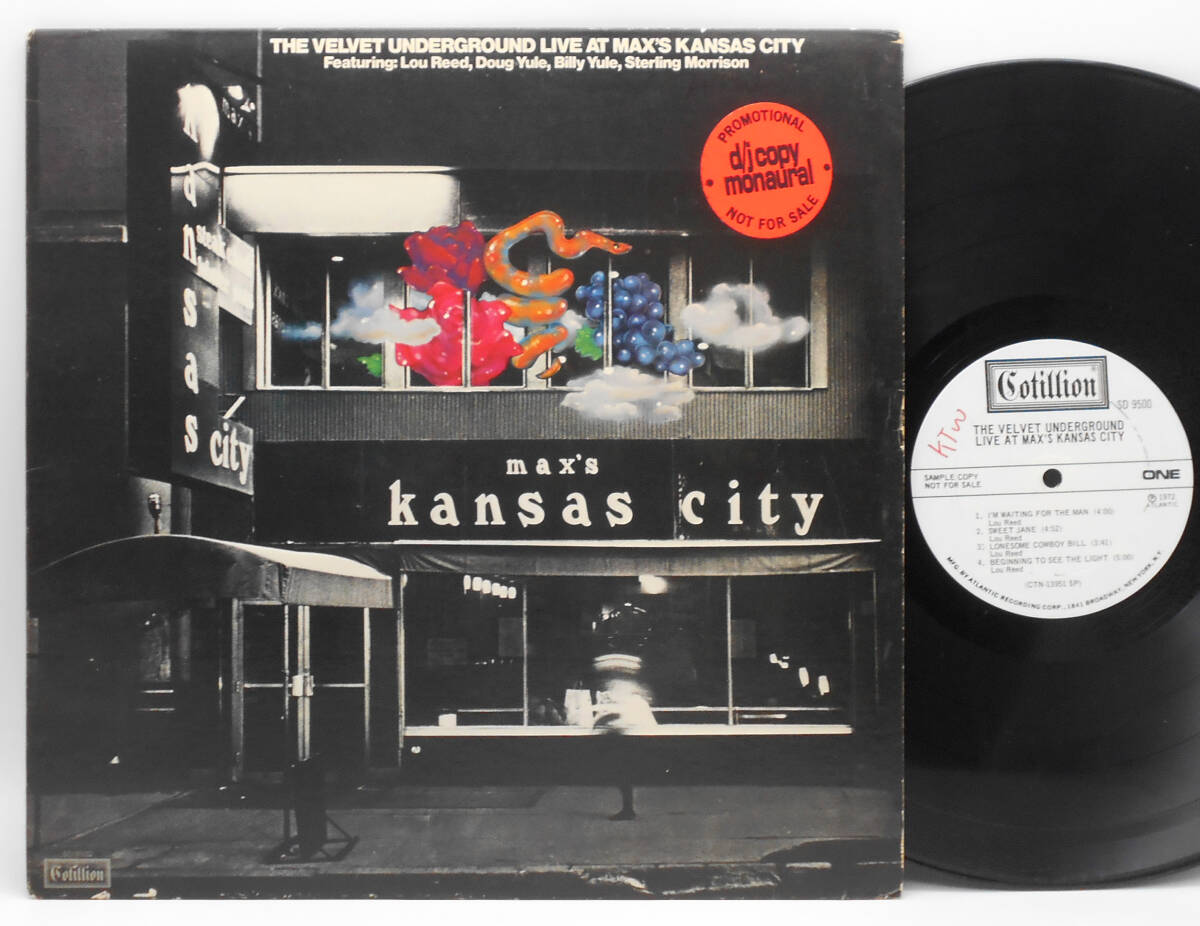 THE VELVET UNDERGROUND LIVE AT MAX'S KANSAS CITY
Featuring: Lou Reed, Doug Yule, Billy Yule, Sterling Morrison
PROMOTIONAL
d/j copy
monaural
NOT FOR SALE
kansas
steak
city
max's
kansas city
Cotillion
Cotillion
SD 9500
KTW
THE VELVET UNDERGROUND
LIVE AT MAX'S KANSAS CITY
SAMPLE COPY
NOT FOR SALE
ONE
℗ 1972
ATLANTIC
1. I'M WAITING FOR THE MAN (4:00)
Lou Reed
2. SWEET JANE (4:52)
Lou Reed
3. LONESOME COWBOY BILL (3:41)
Lou Reed
4. BEGINNING TO SEE THE LIGHT (5:00)
Lou Reed
(CTN-13951 SP)
MFG. BY ATLANTIC RECORDING CORP., 1841 BROADWAY, NEW YORK, N.Y.